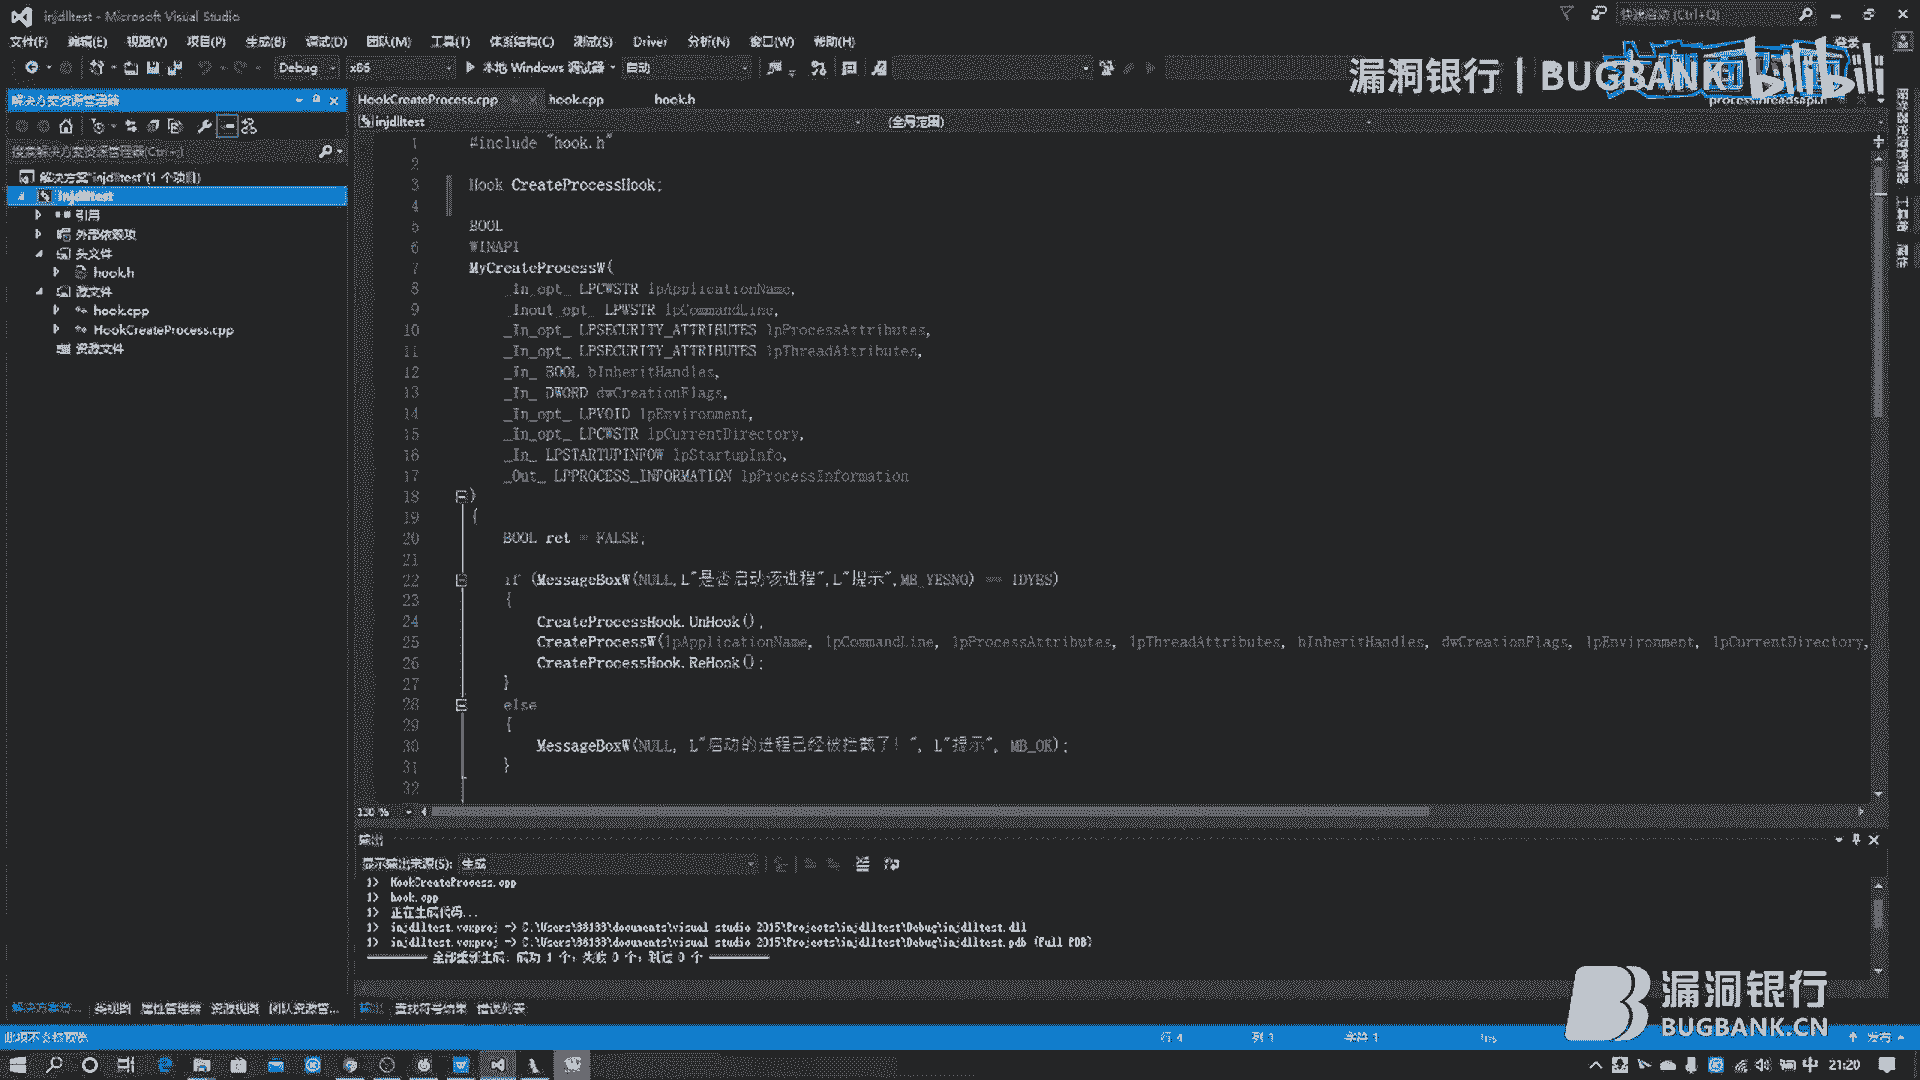 injdlltest - Microsoft Visual Studio
快速启动 (Ctrl+Q)
文件(F) 编辑(E) 视图(V) 项目(P) 生成(B) 调试(D) 团队(M) 工具(T) 体系结构(C) 测试(S) Driver 分析(N) 窗口(W) 帮助(H)
登录
Debug x86 本地 Windows 调试器 自动
漏洞银行 | BUGBANK bilibili
解决方案资源管理器
HookCreateProcess.cpp hook.cpp hook.h processthreadsapi.h
injdlltest (全局范围)
搜索解决方案资源管理器(Ctrl+;)
解决方案"injdlltest"(1 个项目)
injdlltest
引用
外部依赖项
头文件
hook.h
源文件
hook.cpp
HookCreateProcess.cpp
资源文件
1 #include "hook.h"
2
3 Hook CreateProcessHook;
4
5 BOOL
6 WINAPI
7 MyCreateProcessW(
8 _In_opt_ LPCWSTR lpApplicationName,
9 _Inout_opt_ LPWSTR lpCommandLine,
10 _In_opt_ LPSECURITY_ATTRIBUTES lpProcessAttributes,
11 _In_opt_ LPSECURITY_ATTRIBUTES lpThreadAttributes,
12 _In_ BOOL bInheritHandles,
13 _In_ DWORD dwCreationFlags,
14 _In_opt_ LPVOID lpEnvironment,
15 _In_opt_ LPCWSTR lpCurrentDirectory,
16 _In_ LPSTARTUPINFOW lpStartupInfo,
17 _Out_ LPPROCESS_INFORMATION lpProcessInformation
18 )
19 {
20 BOOL ret = FALSE;
21
22 if (MessageBoxW(NULL,L"是否启动该进程",L"提示",MB_YESNO) == IDYES)
23 {
24 CreateProcessHook.UnHook();
25 CreateProcessW(lpApplicationName, lpCommandLine, lpProcessAttributes, lpThreadAttributes, bInheritHandles, dwCreationFlags, lpEnvironment, lpCurrentDirectory,
26 CreateProcessHook.ReHook();
27 }
28 else
29 {
30 MessageBoxW(NULL, L"启动的进程已经被拦截了！", L"提示", MB_OK);
31 }
32
130 %
输出
显示输出来源(S): 生成
1> HookCreateProcess.cpp
1> hook.cpp
1> 正在生成代码...
1> injdlltest.vcxproj -> C:\Users\86183\documents\visual studio 2015\Projects\injdlltest\Debug\injdlltest.dll
1> injdlltest.vcxproj -> C:\Users\86183\documents\visual studio 2015\Projects\injdlltest\Debug\injdlltest.pdb (Full PDB)
========== 全部重新生成: 成功 1 个，失败 0 个，跳过 0 个 ==========
解决方案资... 类视图 属性管理器 资源视图 团队资源管... 输出 查找符号结果 错误列表
此项不支持预览 行 4 列 1 字符 1 Ins 发布
漏洞银行
BUGBANK.CN
中 21:20